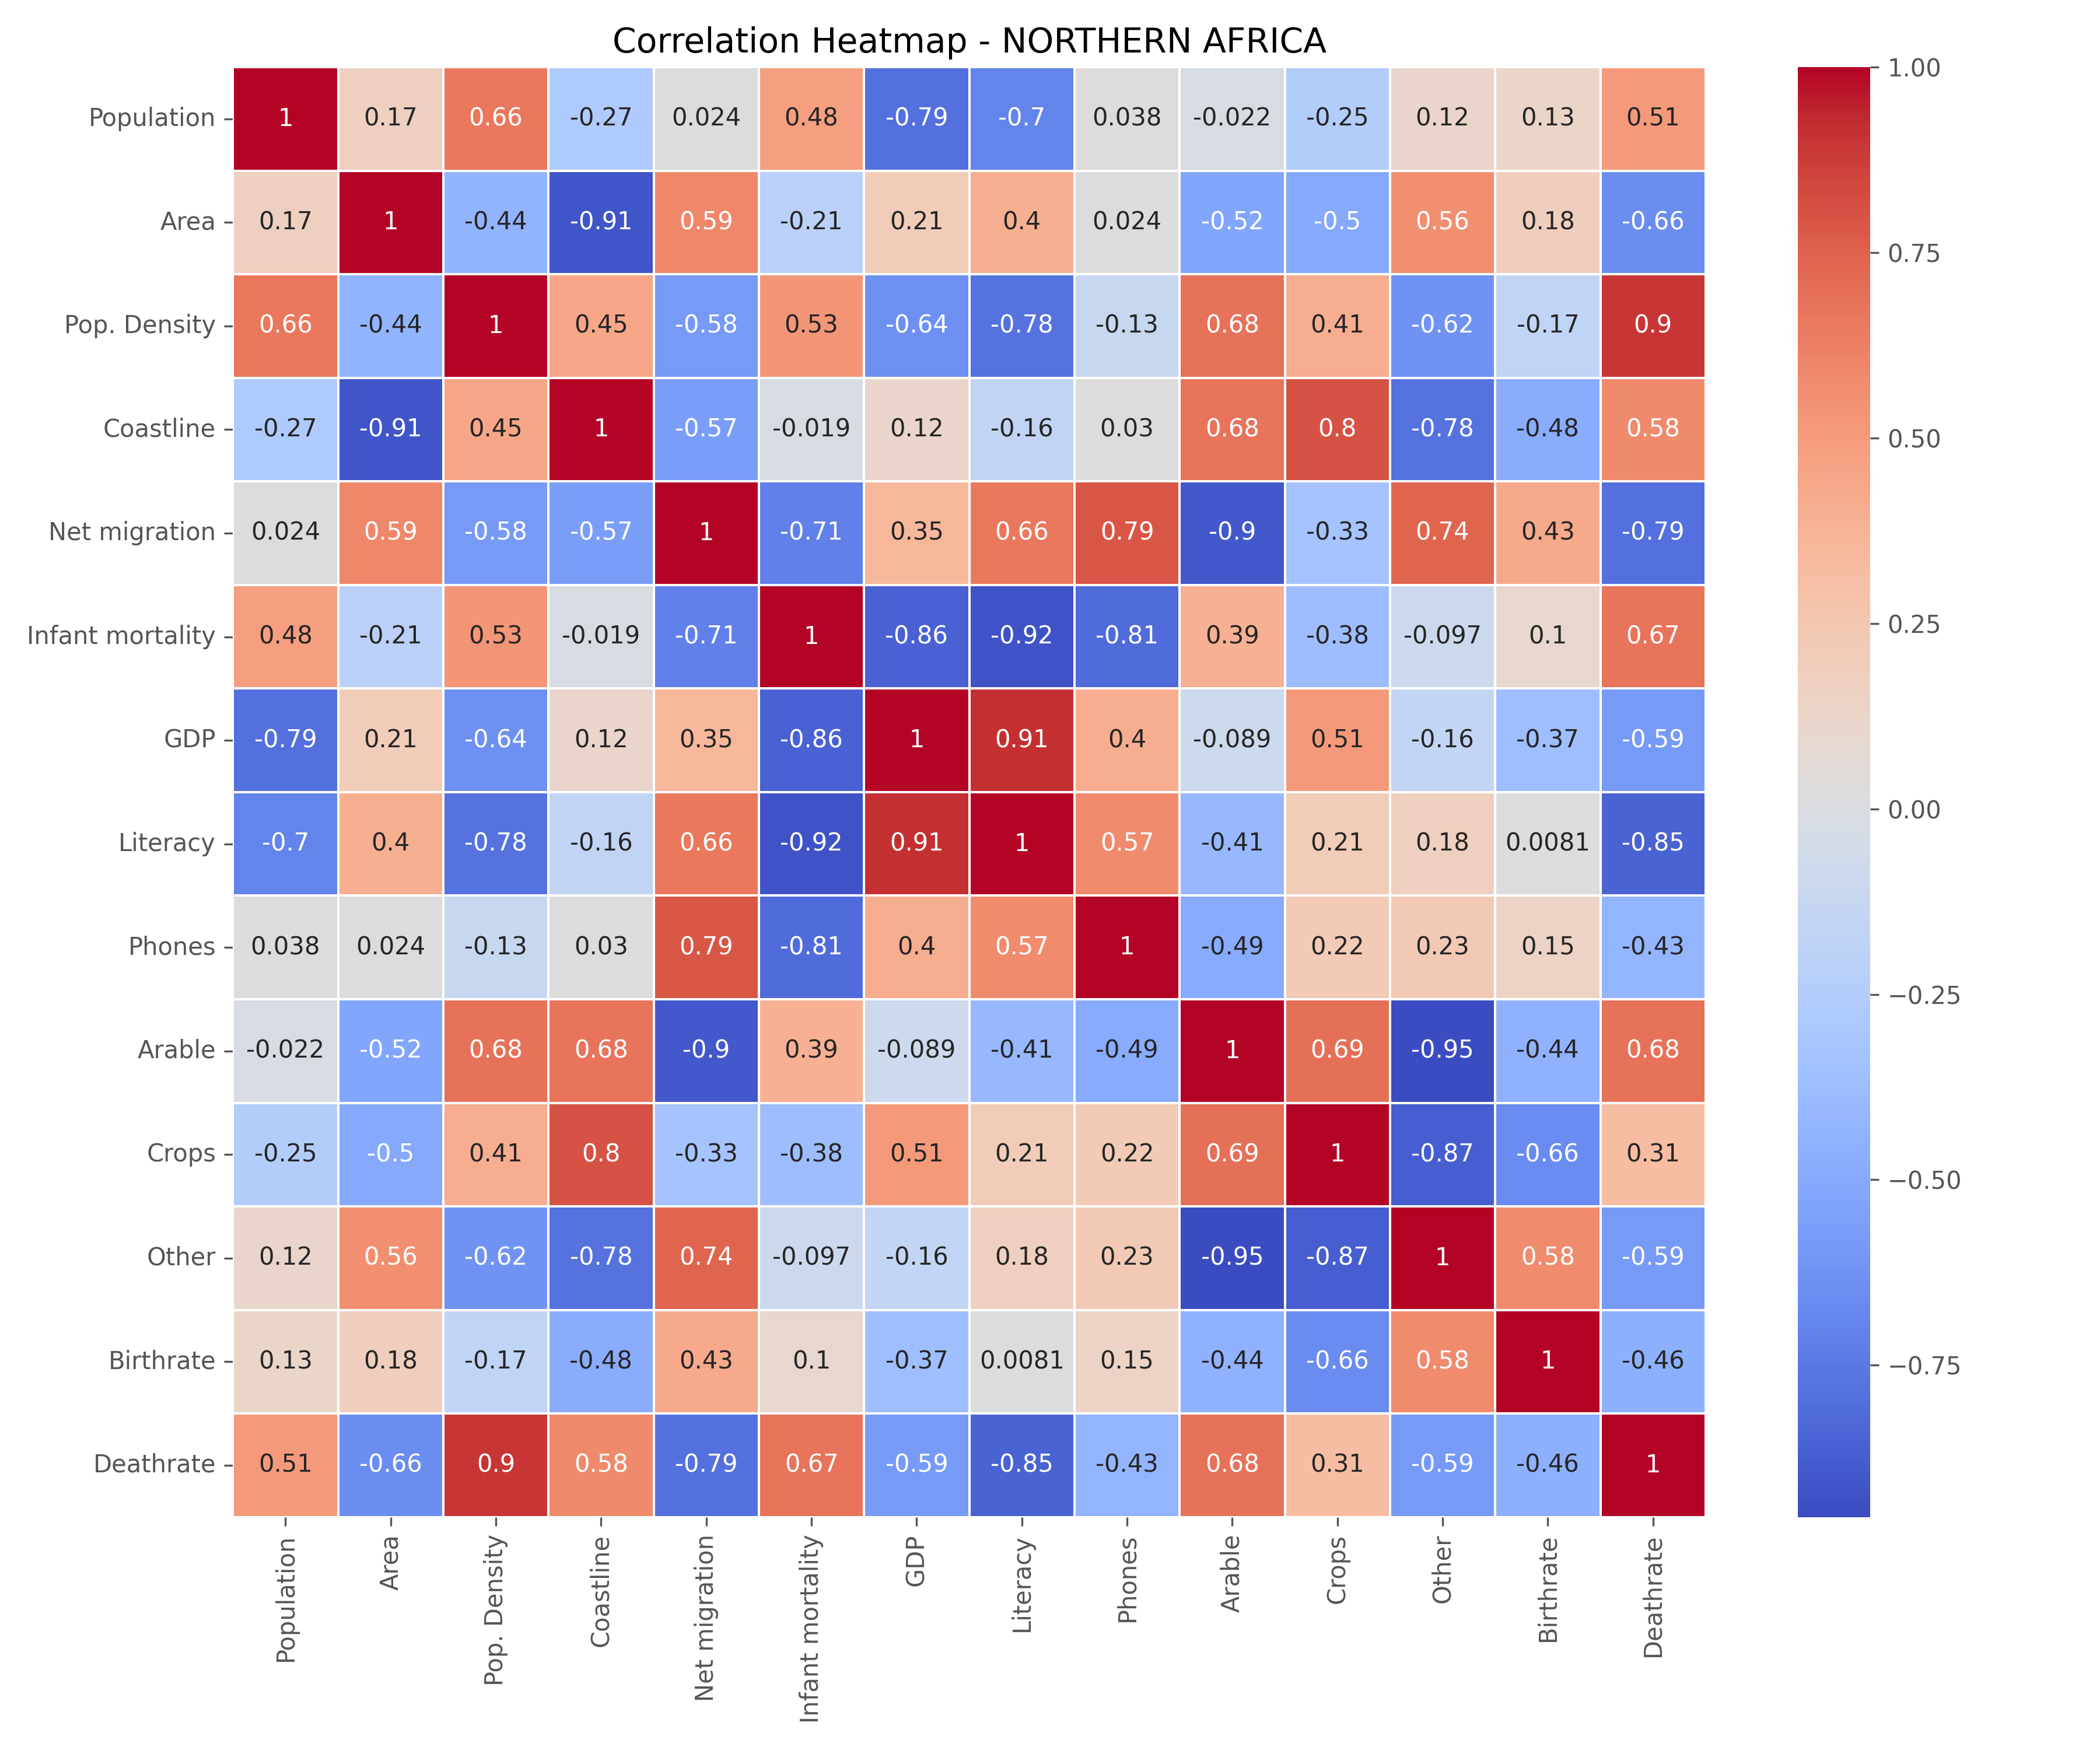 Correlation Heatmap - NORTHERN AFRICA
Population 1 0.17 0.66 -0.27 0.024 0.48 -0.79 -0.7 0.038 -0.022 -0.25 0.12 0.13 0.51
Area 0.17 1 -0.44 -0.91 0.59 -0.21 0.21 0.4 0.024 -0.52 -0.5 0.56 0.18 -0.66
Pop. Density 0.66 -0.44 1 0.45 -0.58 0.53 -0.64 -0.78 -0.13 0.68 0.41 -0.62 -0.17 0.9
Coastline -0.27 -0.91 0.45 1 -0.57 -0.019 0.12 -0.16 0.03 0.68 0.8 -0.78 -0.48 0.58
Net migration 0.024 0.59 -0.58 -0.57 1 -0.71 0.35 0.66 0.79 -0.9 -0.33 0.74 0.43 -0.79
Infant mortality 0.48 -0.21 0.53 -0.019 -0.71 1 -0.86 -0.92 -0.81 0.39 -0.38 -0.097 0.1 0.67
GDP -0.79 0.21 -0.64 0.12 0.35 -0.86 1 0.91 0.4 -0.089 0.51 -0.16 -0.37 -0.59
Literacy -0.7 0.4 -0.78 -0.16 0.66 -0.92 0.91 1 0.57 -0.41 0.21 0.18 0.0081 -0.85
Phones 0.038 0.024 -0.13 0.03 0.79 -0.81 0.4 0.57 1 -0.49 0.22 0.23 0.15 -0.43
Arable -0.022 -0.52 0.68 0.68 -0.9 0.39 -0.089 -0.41 -0.49 1 0.69 -0.95 -0.44 0.68
Crops -0.25 -0.5 0.41 0.8 -0.33 -0.38 0.51 0.21 0.22 0.69 1 -0.87 -0.66 0.31
Other 0.12 0.56 -0.62 -0.78 0.74 -0.097 -0.16 0.18 0.23 -0.95 -0.87 1 0.58 -0.59
Birthrate 0.13 0.18 -0.17 -0.48 0.43 0.1 -0.37 0.0081 0.15 -0.44 -0.66 0.58 1 -0.46
Deathrate 0.51 -0.66 0.9 0.58 -0.79 0.67 -0.59 -0.85 -0.43 0.68 0.31 -0.59 -0.46 1
Population
Area
Pop. Density
Coastline
Net migration
Infant mortality
GDP
Literacy
Phones
Arable
Crops
Other
Birthrate
Deathrate
1.00
0.75
0.50
0.25
0.00
−0.25
−0.50
−0.75